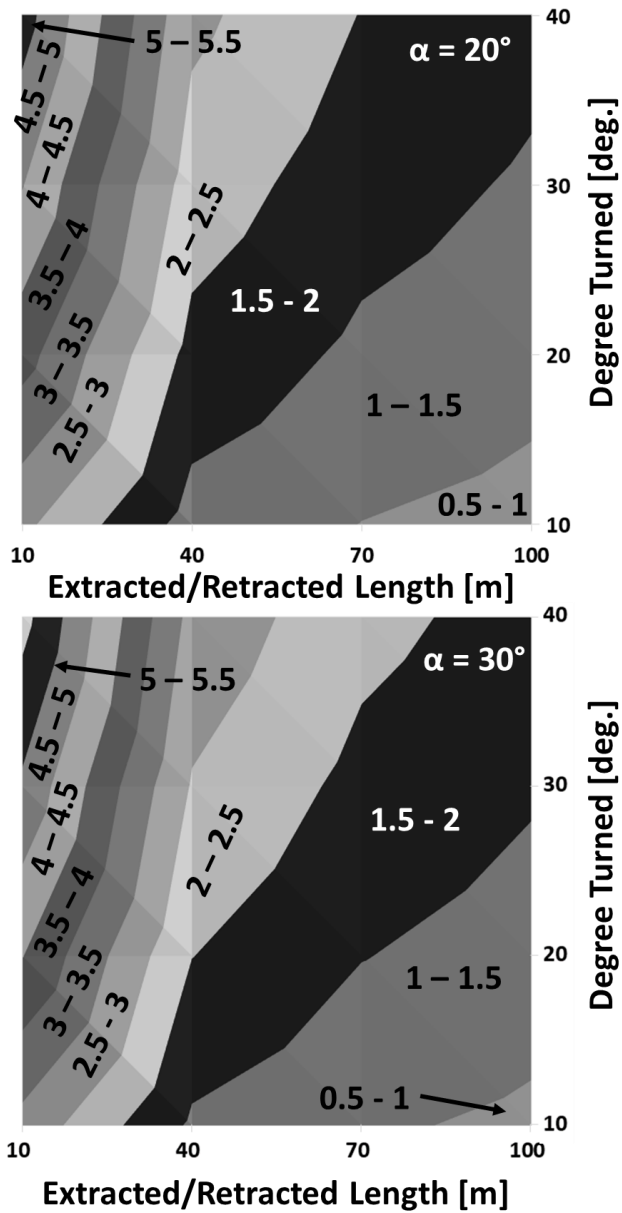 40
5 – 5.5
α = 20°
4.5 – 5
4 – 4.5
30
2 – 2.5
3.5 – 4
1.5 - 2
Degree Turned [deg.]
3 – 3.5
20
2.5 - 3
1 – 1.5
0.5 - 1
10
10 40 70 100
Extracted/Retracted Length [m]
40
α = 30°
5 – 5.5
4.5 – 5
4 – 4.5
30
1.5 - 2
2 – 2.5
Degree Turned [deg.]
3.5 – 4
20
3 – 3.5
1 – 1.5
2.5 - 3
0.5 - 1
10
10 40 70 100
Extracted/Retracted Length [m]